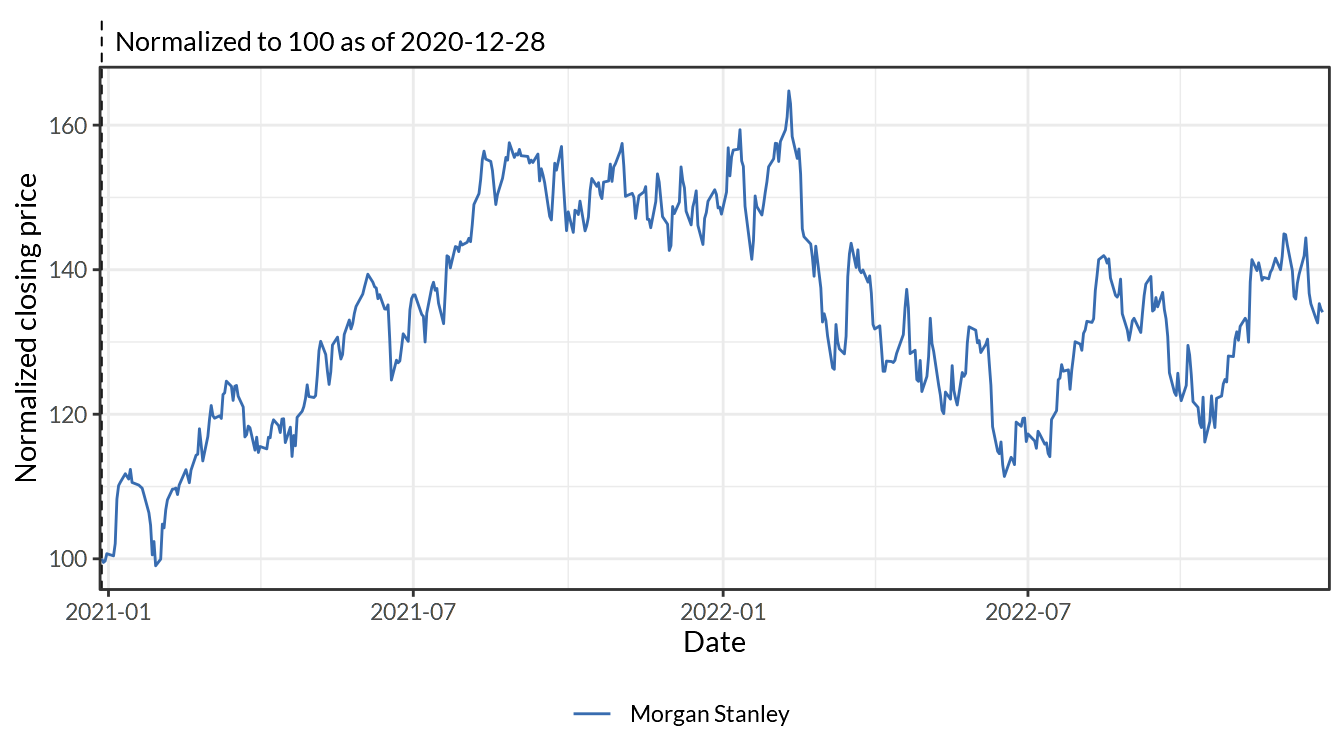 Normalized to 100 as of 2020-12-28
Normalized closing price
160
140
120
100
2021-01
2021-07
2022-01
2022-07
Date
Morgan Stanley